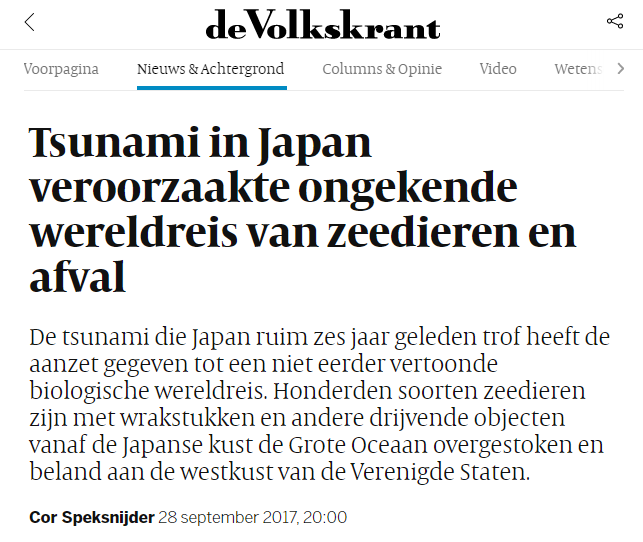 deVolkskrant
Voorpagina Nieuws & Achtergrond Columns & Opinie Video Wetens
Tsunami in Japan
veroorzaakte ongekende
wereldreis van zeedieren en
afval
De tsunami die Japan ruim zes jaar geleden trof heeft de
aanzet gegeven tot een niet eerder vertoonde
biologische wereldreis. Honderden soorten zeedieren
zijn met wrakstukken en andere drijvende objecten
vanaf de Japanse kust de Grote Oceaan overgestoken en
beland aan de westkust van de Verenigde Staten.
Cor Speksnijder 28 september 2017, 20:00